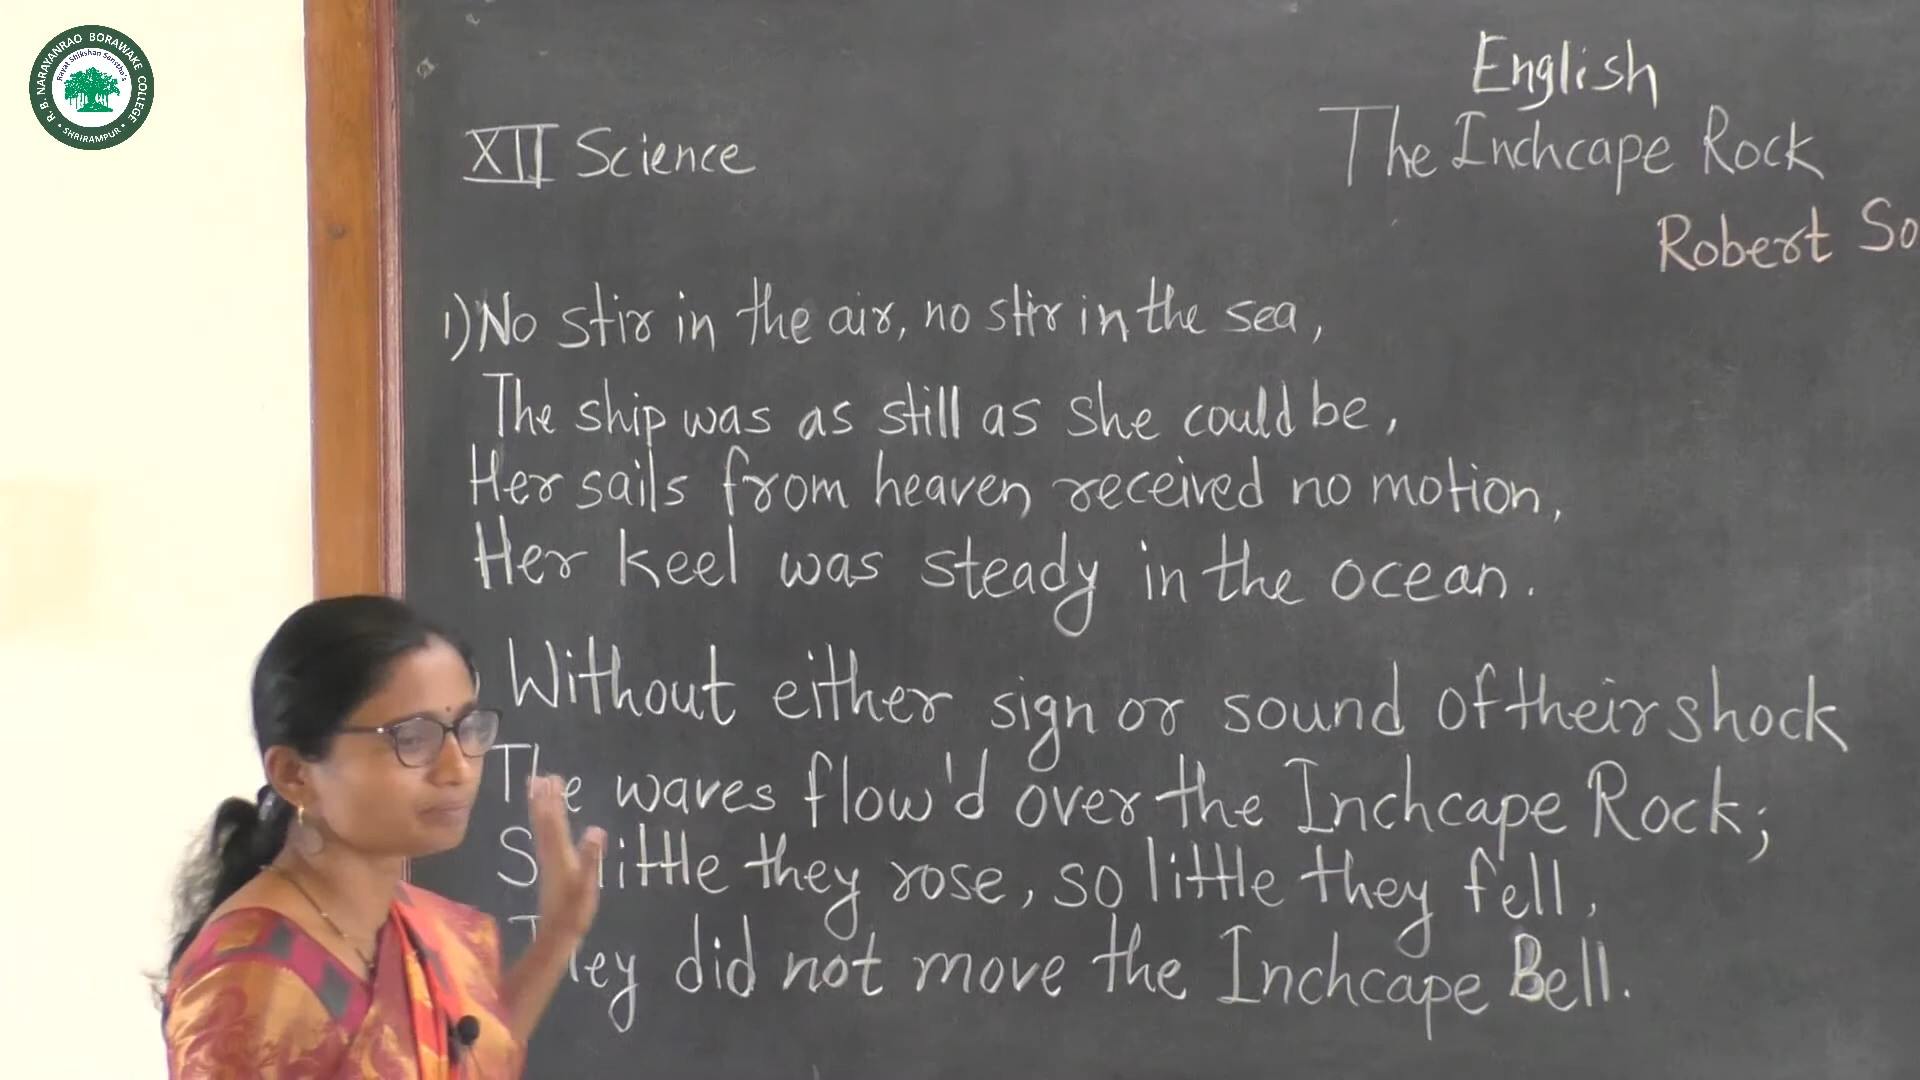 R. B. NARAYANRAO BORAWAKE COLLEGE
Rayat Shikshan Sanstha's
• SHRIRAMPUR •
English
XII Science
The Inchcape Rock
Robert So
1) No stir in the air, no stir in the sea,
The ship was as still as she could be,
Her sails from heaven received no motion,
Her keel was steady in the ocean.
Without either sign or sound of their shock
The waves flow'd over the Inchcape Rock;
S little they rose, so little they fell,
They did not move the Inchcape Bell.